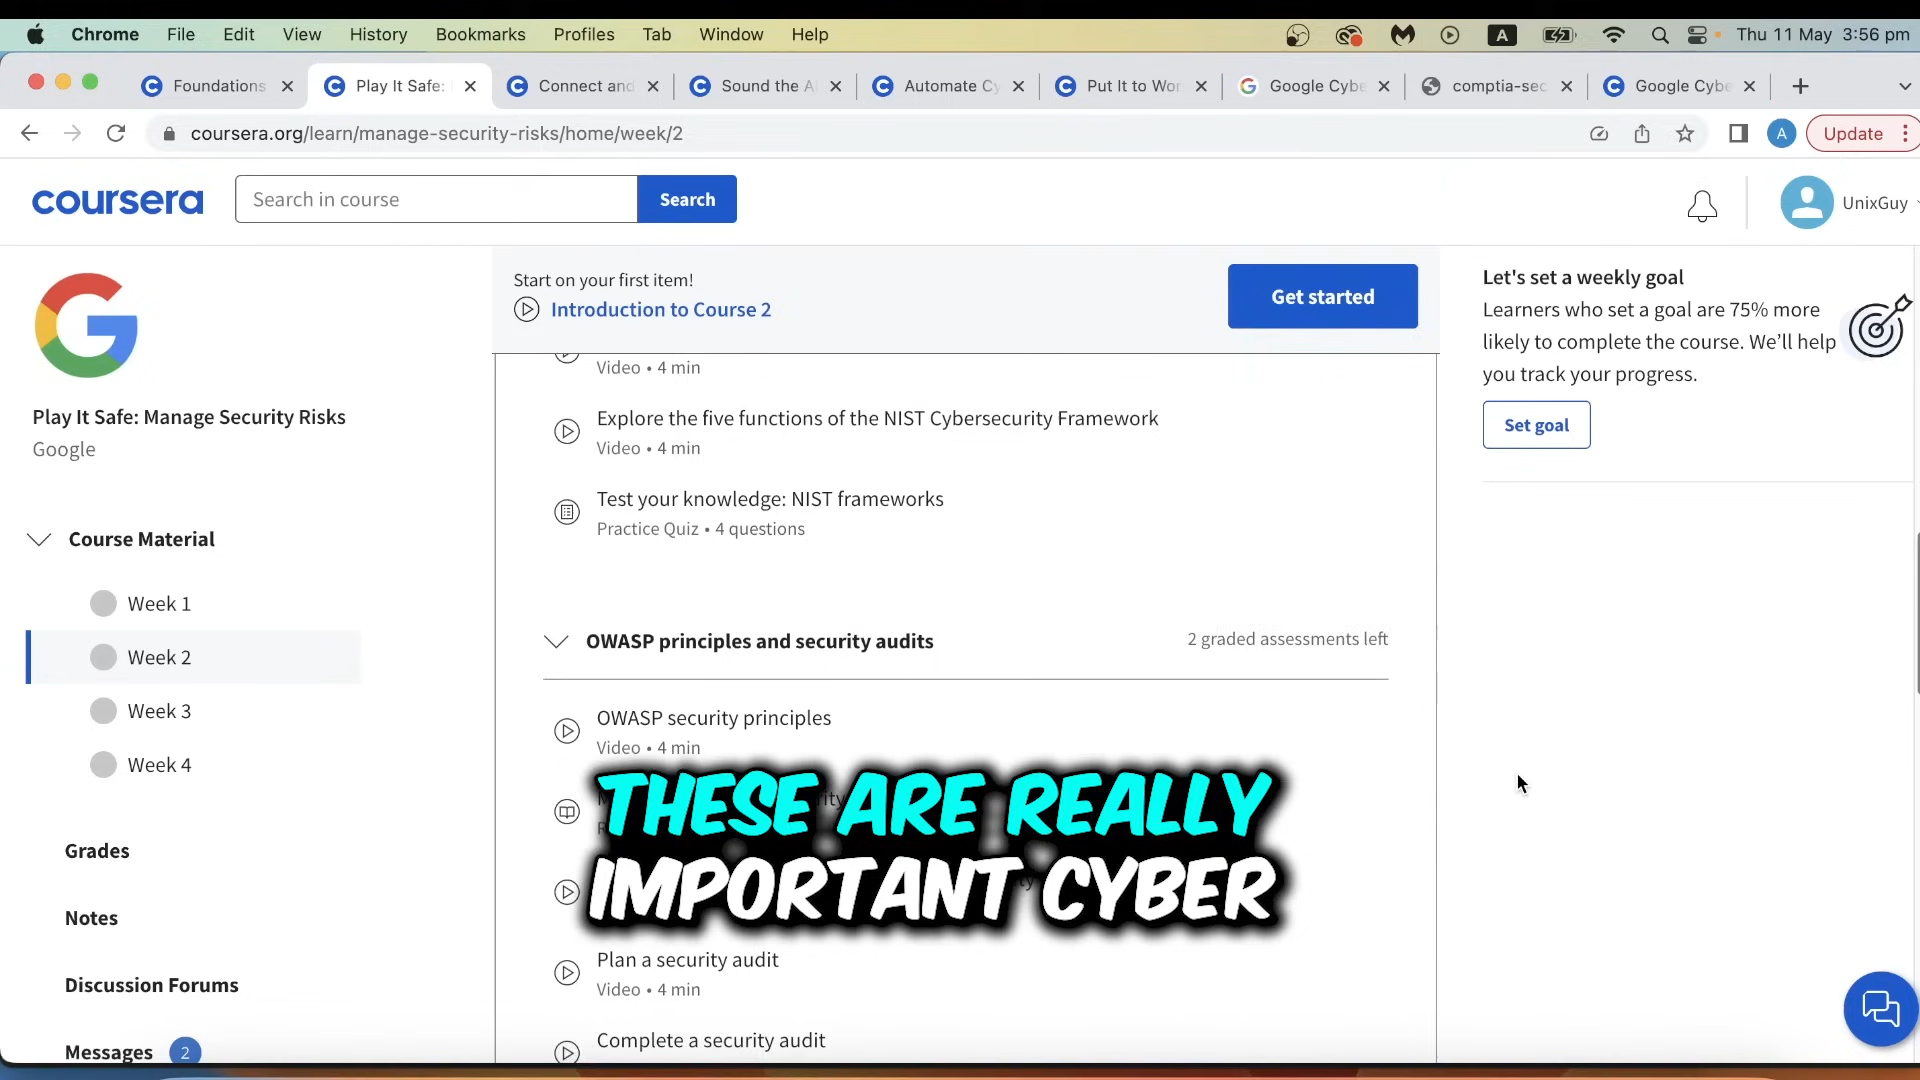 Chrome File Edit View History Bookmarks Profiles Tab Window Help A Thu 11 May 3:56 pm
Foundations Play It Safe: Connect and Sound the Automate Cy Put It to Wor Google Cybe comptia-sec Google Cybe
coursera.org/learn/manage-security-risks/home/week/2 A Update
coursera Search in course Search UnixGuy
Start on your first item!
Introduction to Course 2
Get started
Let's set a weekly goal
Learners who set a goal are 75% more
likely to complete the course. We'll help
you track your progress.
Set goal
Play It Safe: Manage Security Risks
Google
Course Material
Week 1
Week 2
Week 3
Week 4
Grades
Notes
Discussion Forums
Messages 2
Video • 4 min
Explore the five functions of the NIST Cybersecurity Framework
Video • 4 min
Test your knowledge: NIST frameworks
Practice Quiz • 4 questions
OWASP principles and security audits 2 graded assessments left
OWASP security principles
Video • 4 min
THESE ARE REALLY
IMPORTANT CYBER
Plan a security audit
Video • 4 min
Complete a security audit